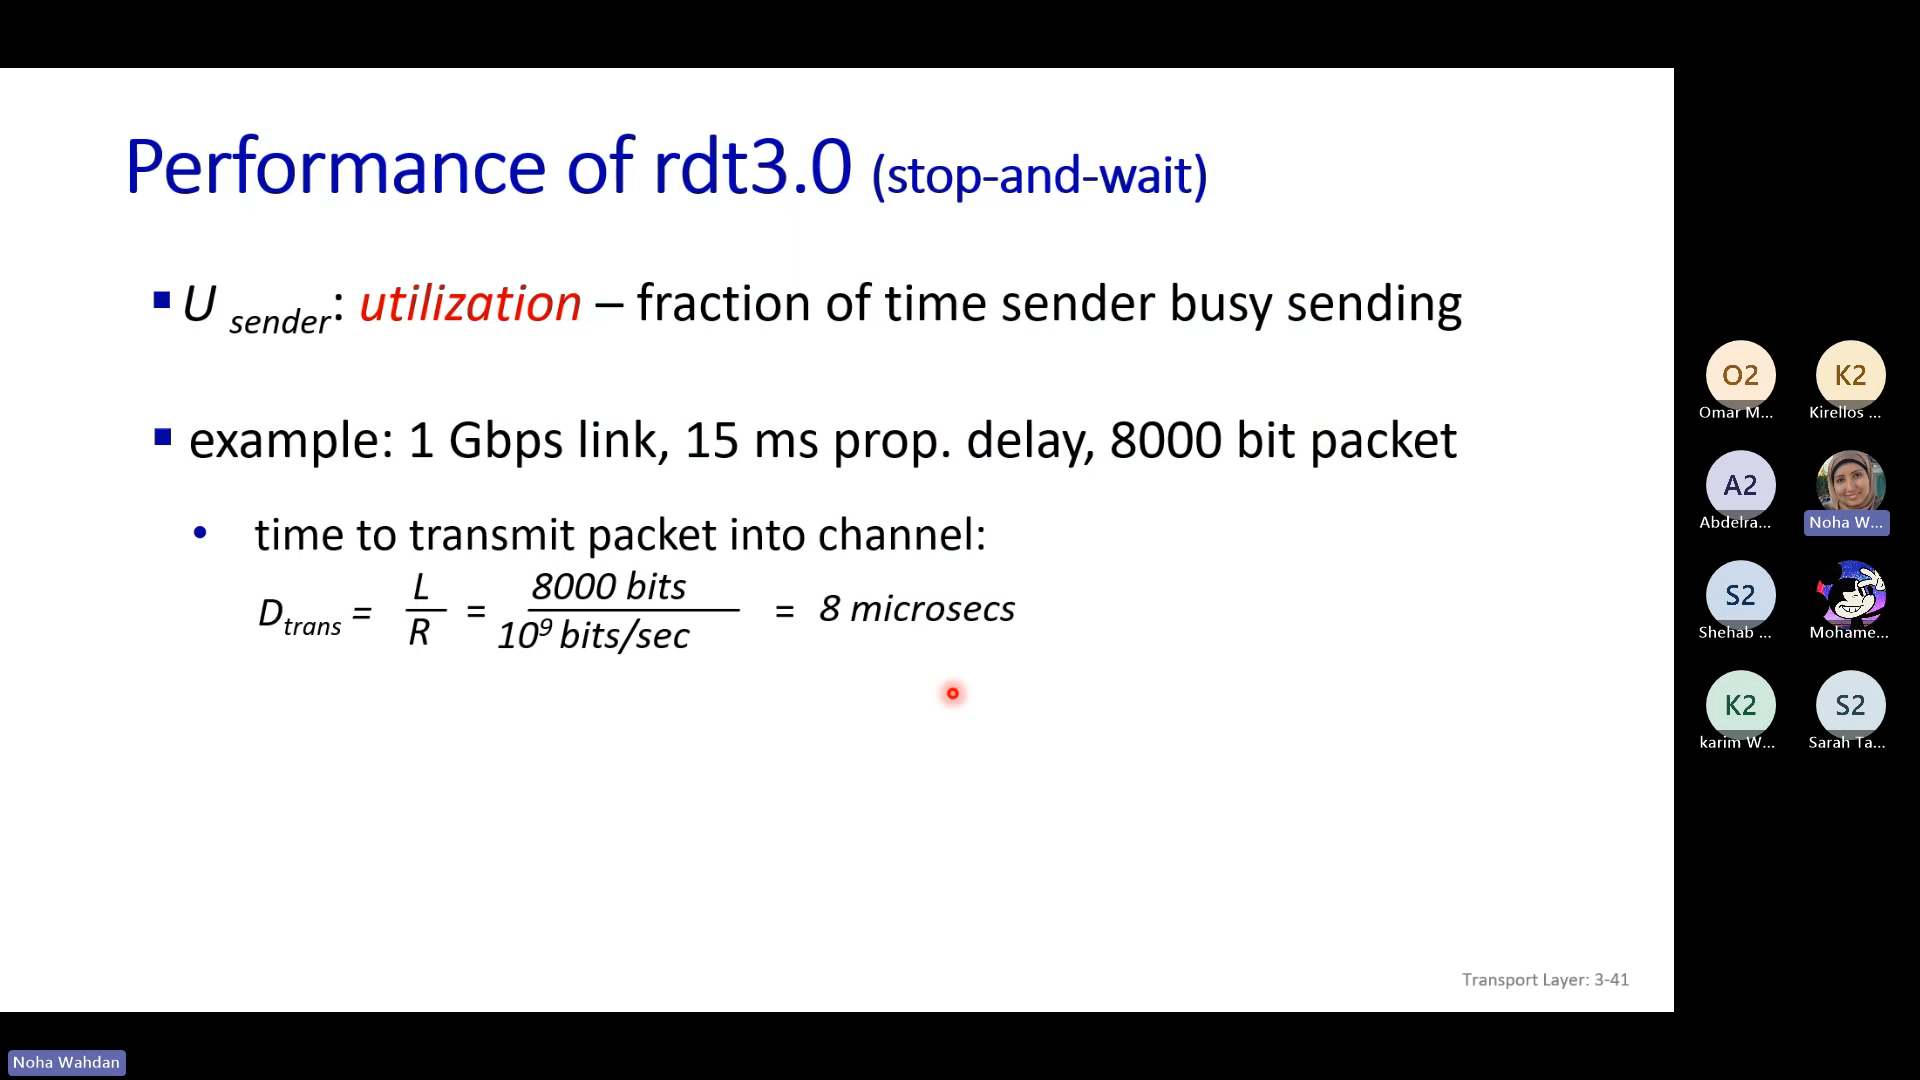 Performance of rdt3.0 (stop-and-wait)
▪ U sender: utilization – fraction of time sender busy sending
▪ example: 1 Gbps link, 15 ms prop. delay, 8000 bit packet
• time to transmit packet into channel:
Dtrans = L/R = 8000 bits / 10⁹ bits/sec = 8 microsecs
Transport Layer: 3-41
O2
K2
Omar M...
Kirellos ...
A2
Abdelra...
Noha W...
S2
Shehab ...
Mohame...
K2
S2
karim W...
Sarah Ta...
Noha Wahdan